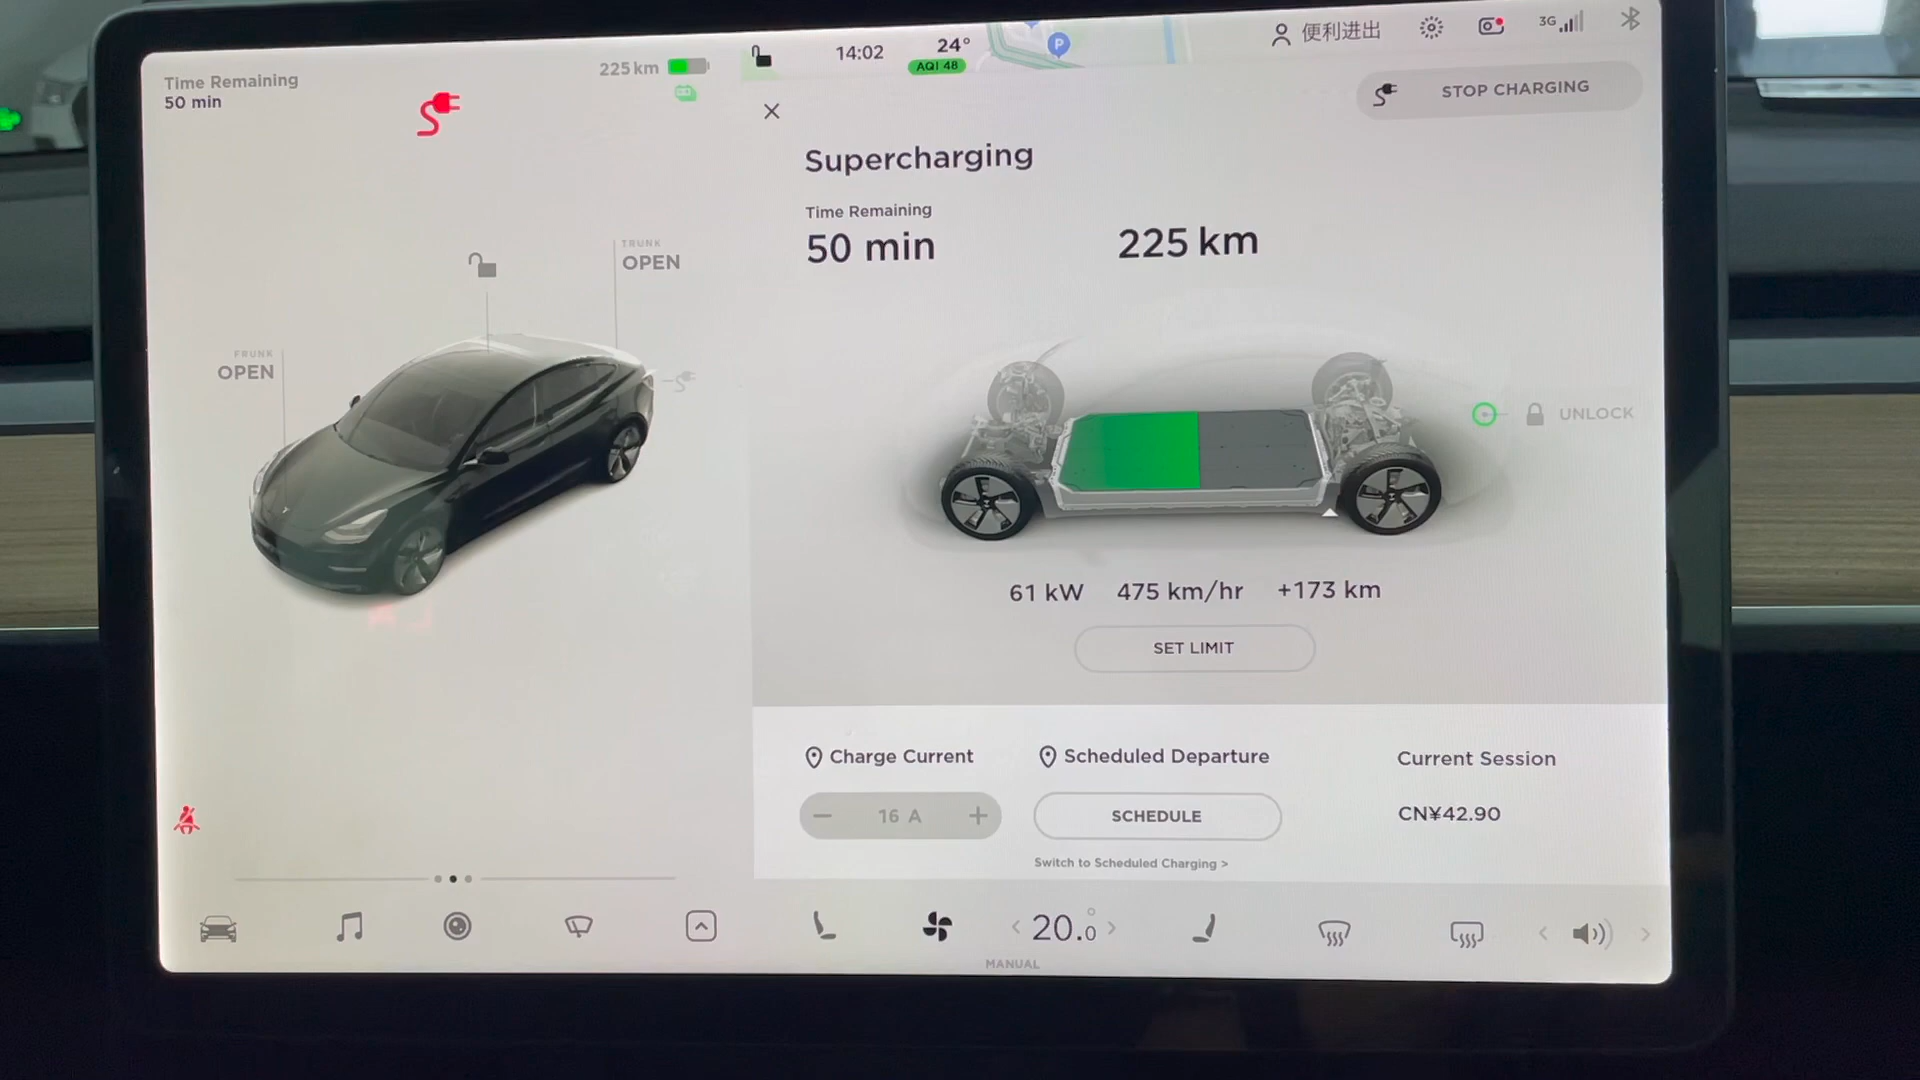 Time Remaining
50 min
225 km
14:02
24°
AQI 48
P
便利进出
3G
STOP CHARGING
Supercharging
Time Remaining
50 min
225 km
TRUNK
OPEN
FRUNK
OPEN
UNLOCK
61 kW 475 km/hr +173 km
SET LIMIT
Charge Current
Scheduled Departure
Current Session
− 16 A +
SCHEDULE
CN¥42.90
Switch to Scheduled Charging >
< 20.0° >
MANUAL